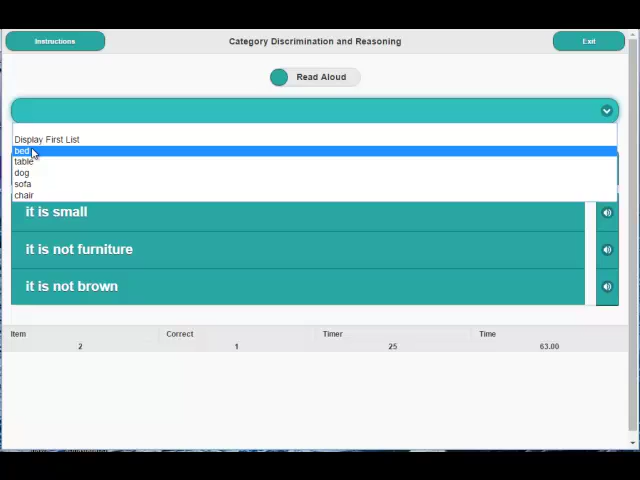 Instructions
Category Discrimination and Reasoning
Exit
Read Aloud
Display First List
bed
table
dog
sofa
chair
it is small
it is not furniture
it is not brown
Item Correct Timer Time
2 1 25 63.00